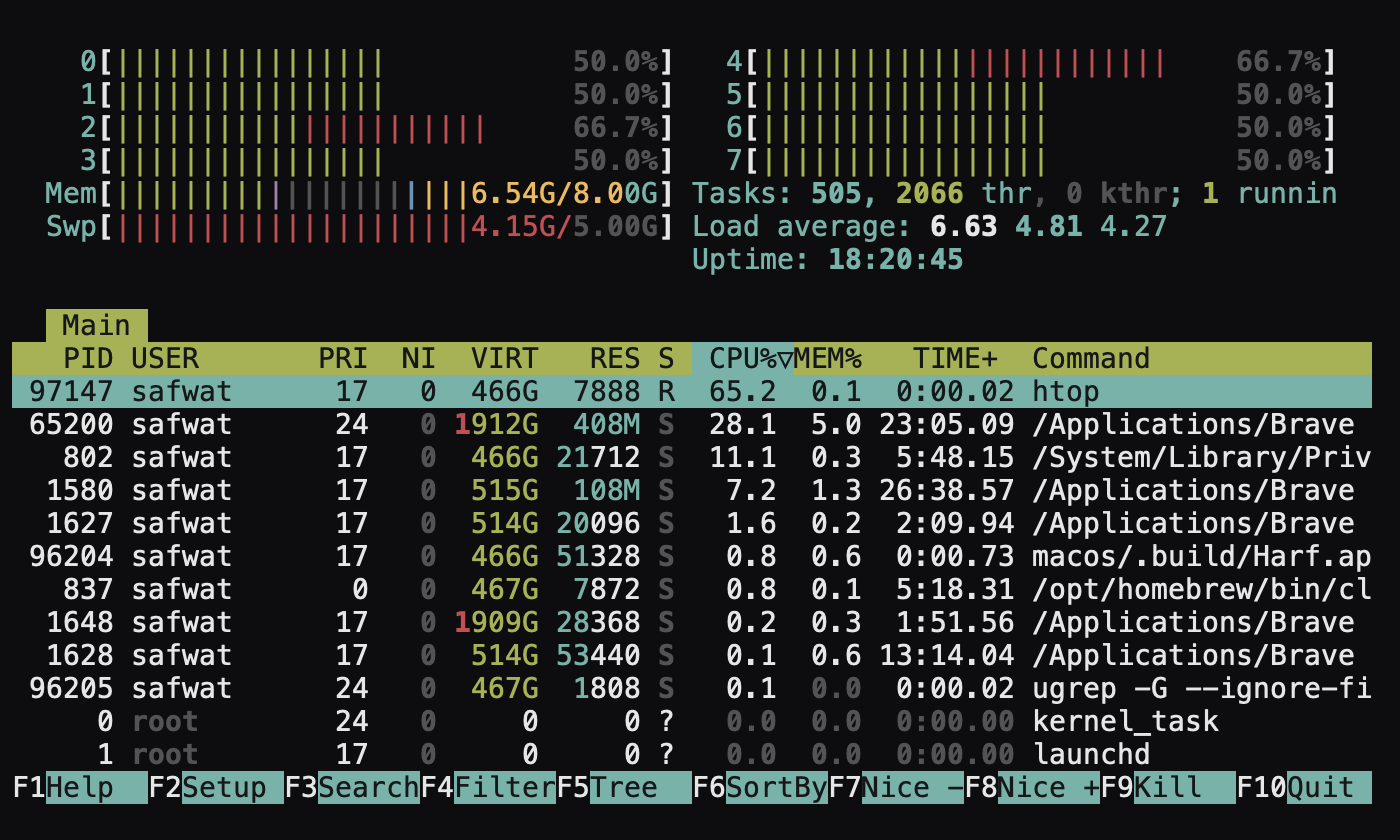 0[||||||||||||||||           50.0%]   4[||||||||||||||||||||||||    66.7%]
1[||||||||||||||||           50.0%]   5[|||||||||||||||||           50.0%]
2[||||||||||||||||||||||     66.7%]   6[|||||||||||||||||           50.0%]
3[||||||||||||||||           50.0%]   7[|||||||||||||||||           50.0%]
Mem[|||||||||||||||||||||6.54G/8.00G] Tasks: 505, 2066 thr, 0 kthr; 1 runnin
Swp[|||||||||||||||||||||4.15G/5.00G] Load average: 6.63 4.81 4.27
Uptime: 18:20:45
Main
PID USER PRI NI VIRT RES S CPU%▽MEM% TIME+ Command
97147 safwat 17 0 466G 7888 R 65.2 0.1 0:00.02 htop
65200 safwat 24 0 1912G 408M S 28.1 5.0 23:05.09 /Applications/Brave
802 safwat 17 0 466G 21712 S 11.1 0.3 5:48.15 /System/Library/Priv
1580 safwat 17 0 515G 108M S 7.2 1.3 26:38.57 /Applications/Brave
1627 safwat 17 0 514G 20096 S 1.6 0.2 2:09.94 /Applications/Brave
96204 safwat 17 0 466G 51328 S 0.8 0.6 0:00.73 macos/.build/Harf.ap
837 safwat 0 0 467G 7872 S 0.8 0.1 5:18.31 /opt/homebrew/bin/cl
1648 safwat 17 0 1909G 28368 S 0.2 0.3 1:51.56 /Applications/Brave
1628 safwat 17 0 514G 53440 S 0.1 0.6 13:14.04 /Applications/Brave
96205 safwat 24 0 467G 1808 S 0.1 0.0 0:00.02 ugrep -G --ignore-fi
0 root 24 0 0 0 ? 0.0 0.0 0:00.00 kernel_task
1 root 17 0 0 0 ? 0.0 0.0 0:00.00 launchd
F1Help F2Setup F3SearchF4FilterF5Tree F6SortByF7Nice -F8Nice +F9Kill F10Quit